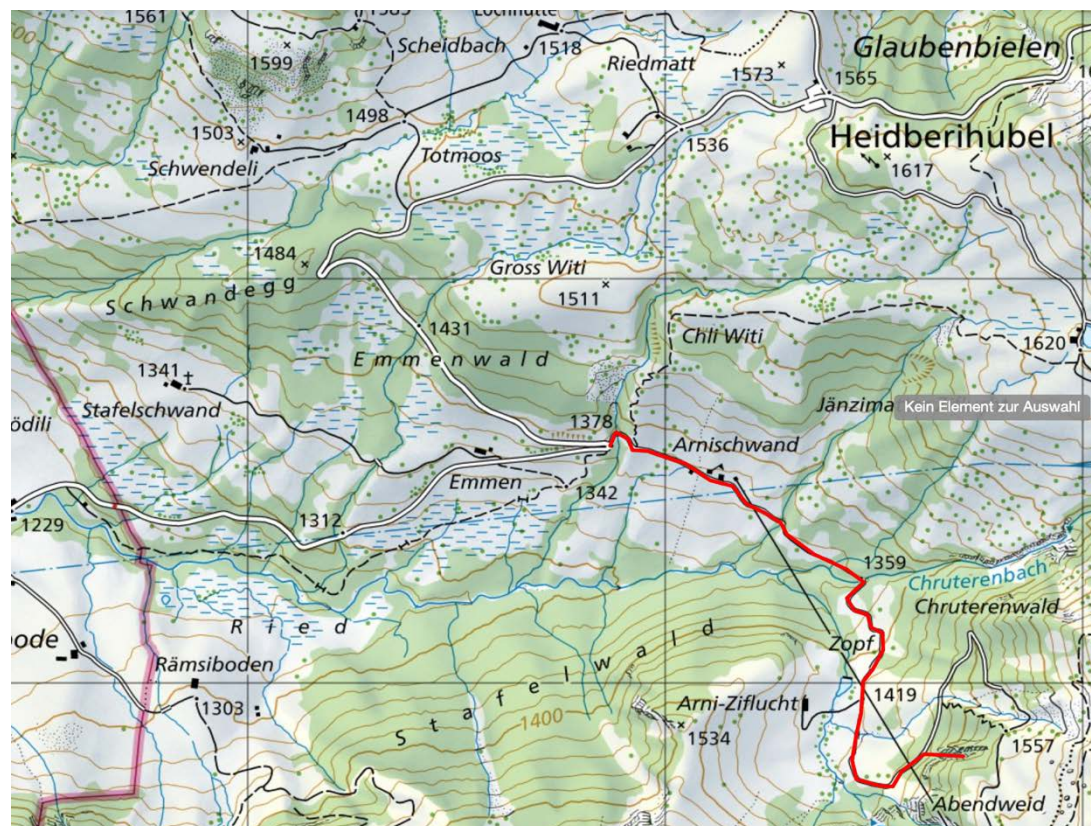 1561
1599
Scheidbach
1518
Glaubenbielen
Riedmatt
1573
1565
1498
1503
Schwendeli
Totmoos
1536
Heidberihubel
1617
1484
Gross Witi
1511
Schwandegg
1431
Emmenwald
Chli Witi
1620
1341
Stafelschwand
Jänzima
Kein Element zur Auswahl
1378
Arnischwand
Emmen
1342
1229
1312
1359
Chruterenbach
Chruterenwald
Ried
Zopf
Rämsiboden
Stafelwald
1303
Arni-Ziflucht
1419
1400
1534
1557
Abendweid